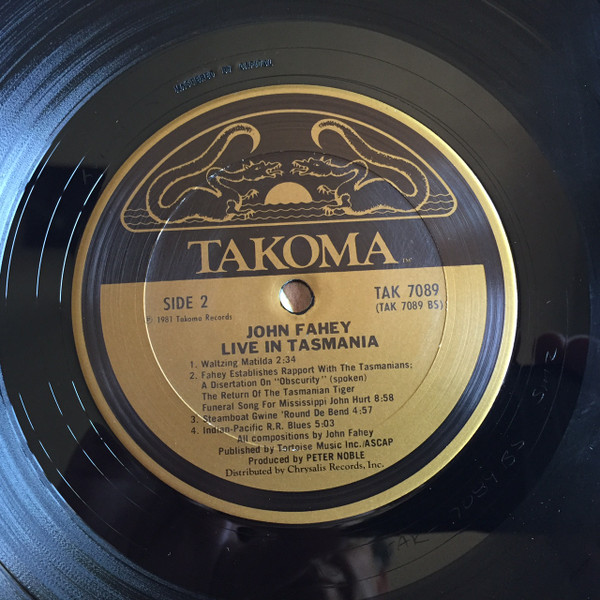 TAKOMA
SIDE 2
TAK 7089
℗ 1981 Takoma Records
(TAK 7089 BS)
JOHN FAHEY
LIVE IN TASMANIA
1. Waltzing Matilda 2:34
2. Fahey Establishes Rapport With The Tasmanians;
A Disertation On "Obscurity" (spoken)
The Return Of The Tasmanian Tiger
Funeral Song For Mississippi John Hurt 8:58
3. Steamboat Gwine 'Round De Bend 4:57
4. Indian-Pacific R.R. Blues 5:03
All compositions by John Fahey
Published by Tortoise Music Inc./ASCAP
Produced by PETER NOBLE
Distributed by Chrysalis Records, Inc.